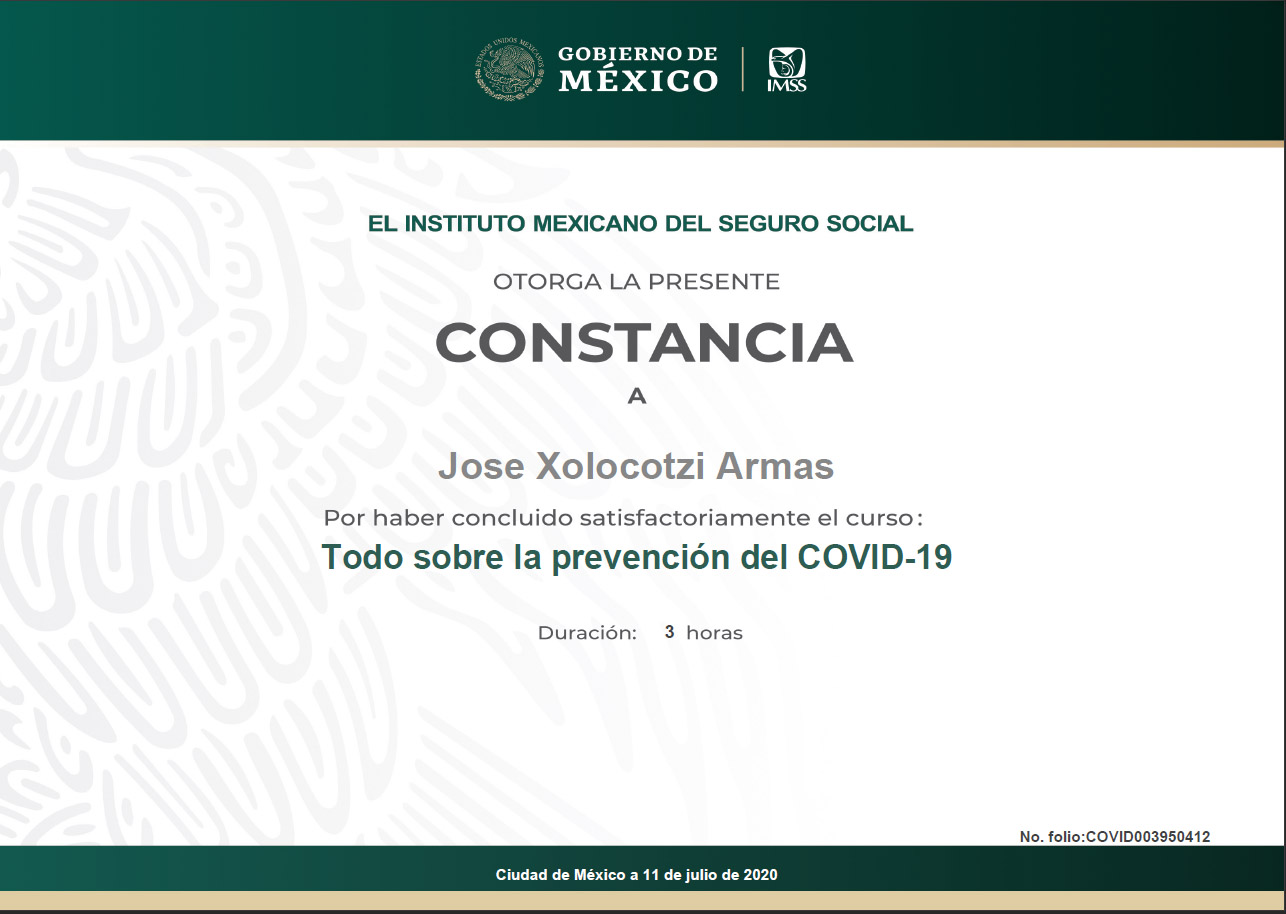 ESTADOS UNIDOS MEXICANOS
GOBIERNO DE
MÉXICO
IMSS
EL INSTITUTO MEXICANO DEL SEGURO SOCIAL
OTORGA LA PRESENTE
CONSTANCIA
A
Jose Xolocotzi Armas
Por haber concluido satisfactoriamente el curso:
Todo sobre la prevención del COVID-19
Duración: 3 horas
No. folio:COVID003950412
Ciudad de México a 11 de julio de 2020